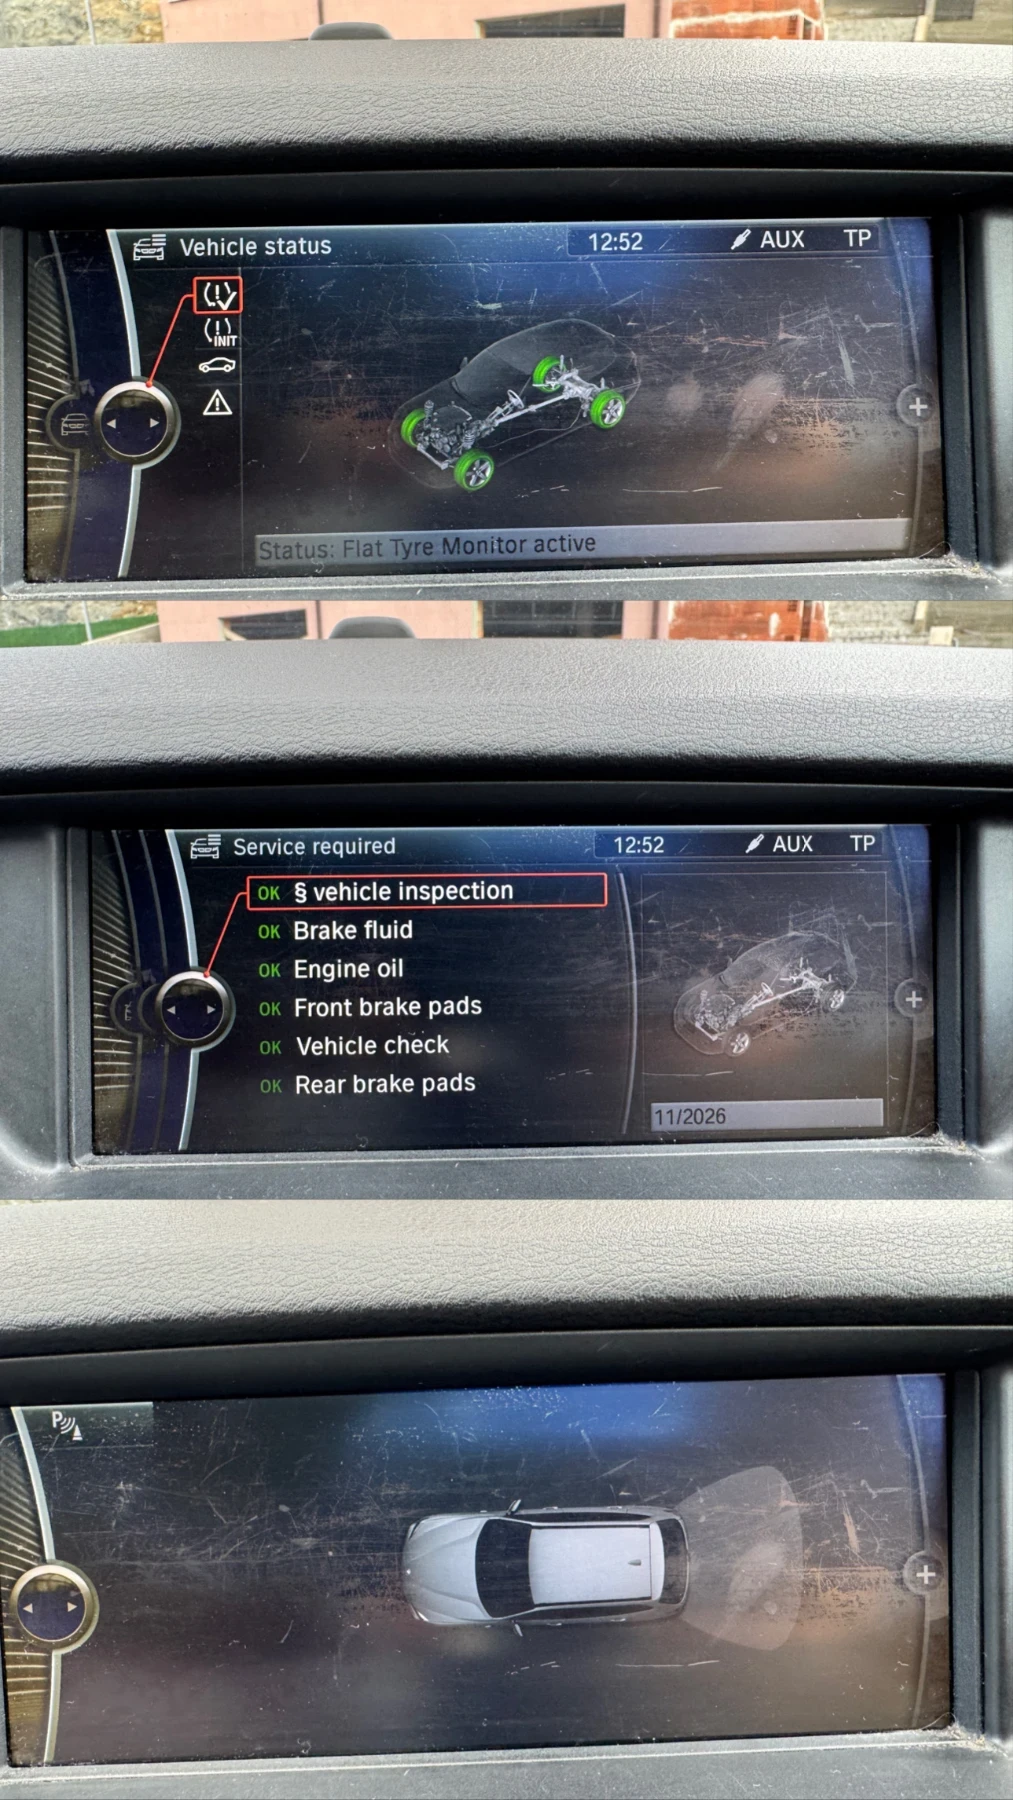 Vehicle status
12:52
AUX
TP
INIT
Status: Flat Tyre Monitor active
Service required
12:52
AUX
TP
OK § vehicle inspection
OK Brake fluid
OK Engine oil
OK Front brake pads
OK Vehicle check
OK Rear brake pads
11/2026
P